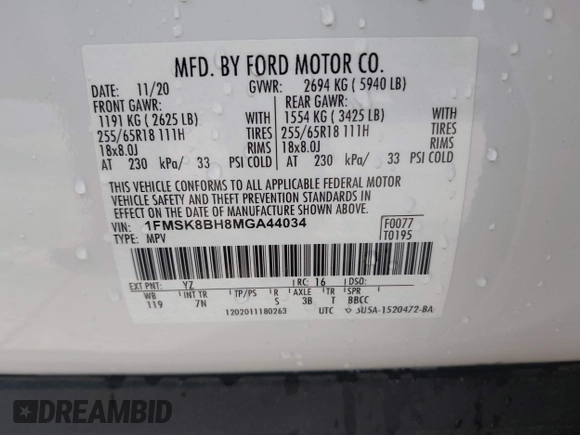 MFD. BY FORD MOTOR CO.
DATE: 11/20 GVWR: 2694 KG ( 5940 LB)
FRONT GAWR: REAR GAWR:
1191 KG ( 2625 LB) WITH 1554 KG ( 3425 LB) WITH
255/65R18 111H TIRES 255/65R18 111H TIRES
18x8.0J RIMS 18x8.0J RIMS
AT 230 kPa/ 33 PSI COLD AT 230 kPa/ 33 PSI COLD
THIS VEHICLE CONFORMS TO ALL APPLICABLE FEDERAL MOTOR
VEHICLE SAFETY AND THEFT PREVENTION STANDARDS IN
EFFECT ON THE DATE OF MANUFACTURE SHOWN ABOVE.
VIN: 1FMSK8BH8MGA44034 F0077
TYPE: MPV T0195
EXT PNT: YZ RC: 16 DSO:
WB INT TR TP/PS R AXLE TR SPR
119 7N S 3B T BBCC
1202011180263 UTC 5U5A-1520472-BA
DREAMBID